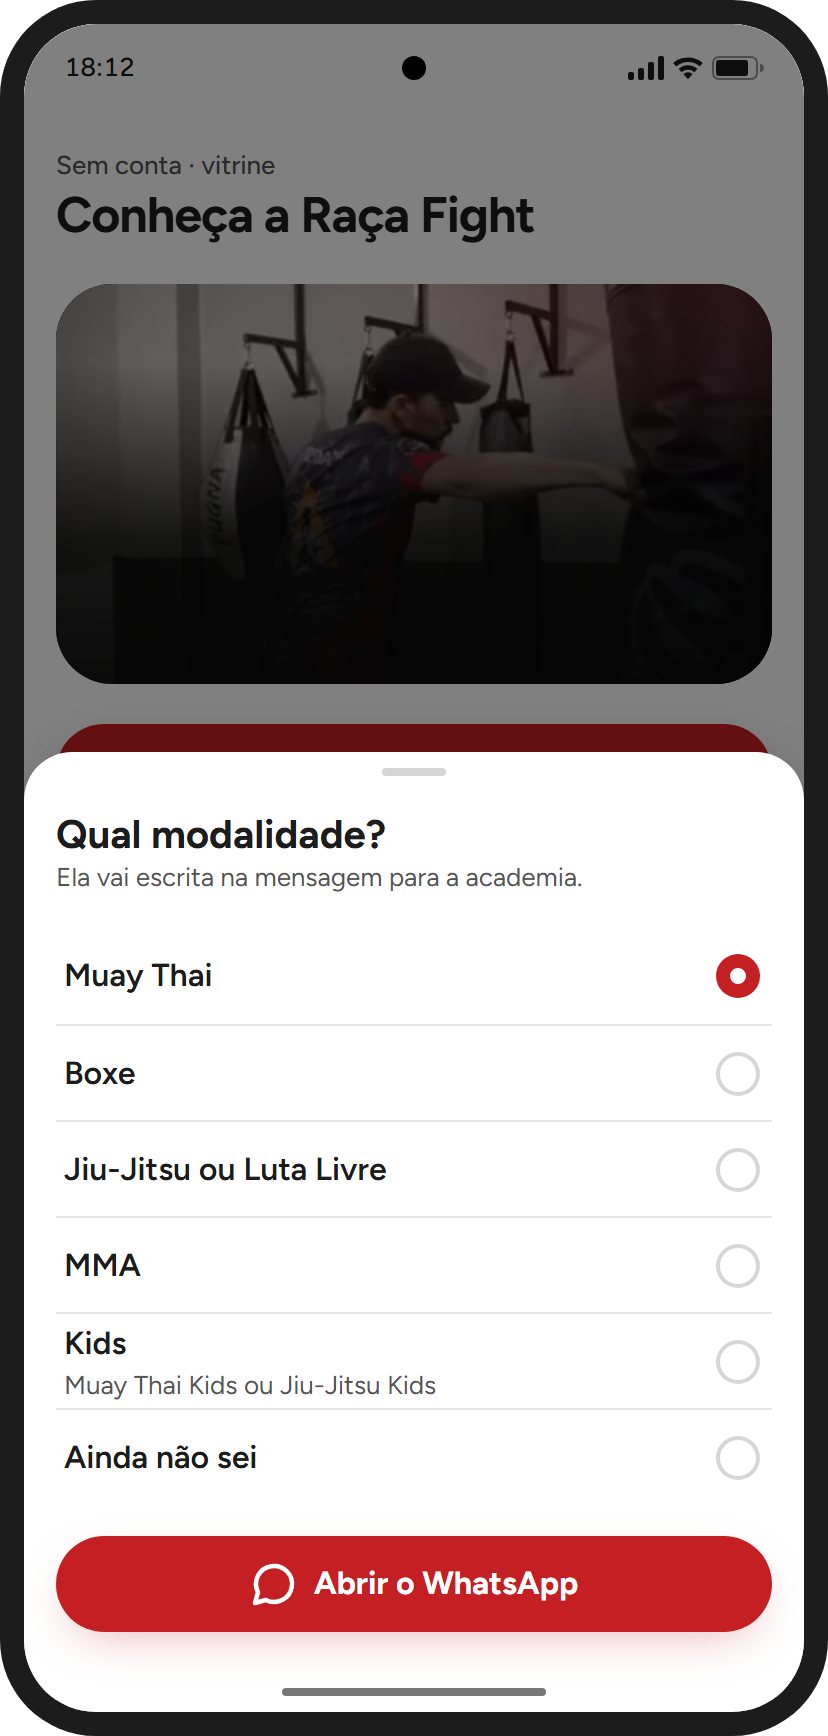 18:12
Sem conta · vitrine
Conheça a Raça Fight
PUGNA
Qual modalidade?
Ela vai escrita na mensagem para a academia.
Muay Thai
Boxe
Jiu-Jitsu ou Luta Livre
MMA
Kids
Muay Thai Kids ou Jiu-Jitsu Kids
Ainda não sei
Abrir o WhatsApp